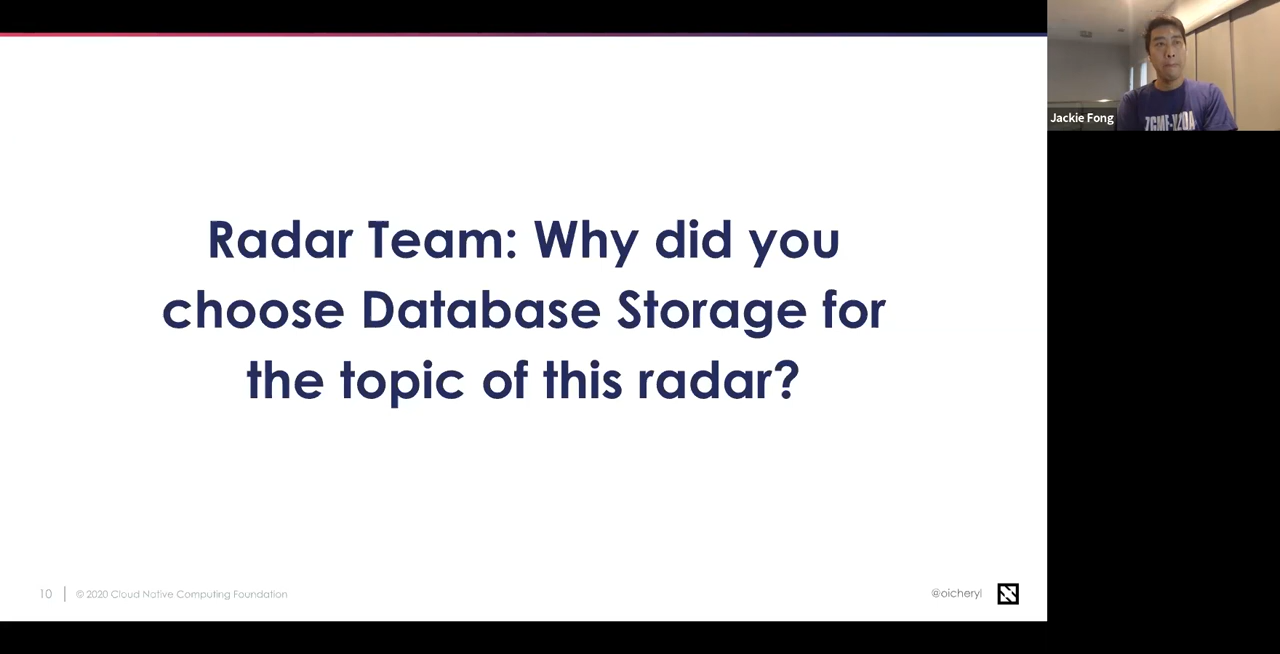 Jackie Fong
Radar Team: Why did you
choose Database Storage for
the topic of this radar?
10
© 2020 Cloud Native Computing Foundation
@oicheryl